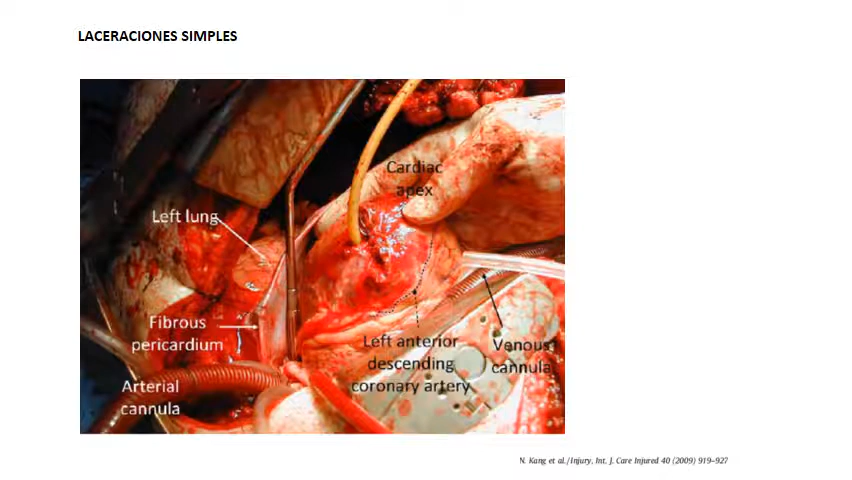 LACERACIONES SIMPLES
Cardiac
apex
Left lung
Fibrous
pericardium
Left anterior
descending
coronary artery
Venous
cannula
Arterial
cannula
N. Kang et al./Injury, Int. J. Care Injured 40 (2009) 919–927